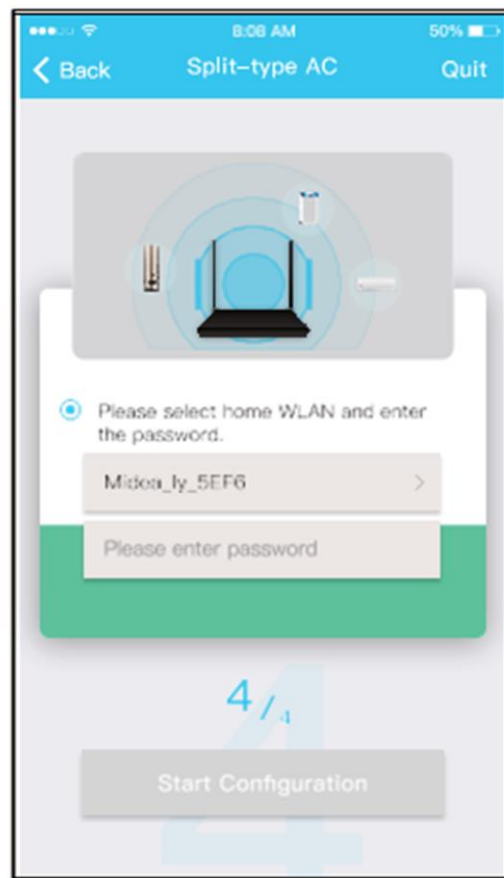 8:08 AM
50%
Back
Split-type AC
Quit
Please select home WLAN and enter
the password.
Midea_ly_5EF6
Please enter password
4/4
Start Configuration
4